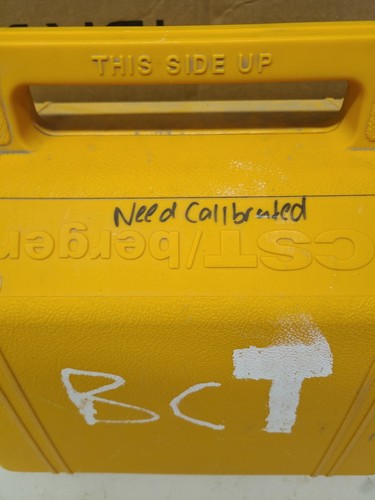 THIS SIDE UP
Need Callbrated
CST/berger
BCT